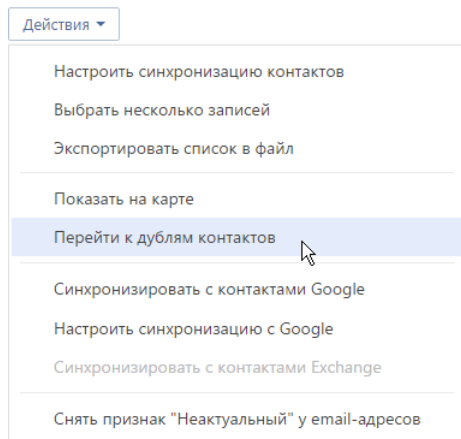 Действия
Настроить синхронизацию контактов
Выбрать несколько записей
Экспортировать список в файл
Показать на карте
Перейти к дублям контактов
Синхронизировать с контактами Google
Настроить синхронизацию с Google
Синхронизировать с контактами Exchange
Снять признак "Неактуальный" у email-адресов